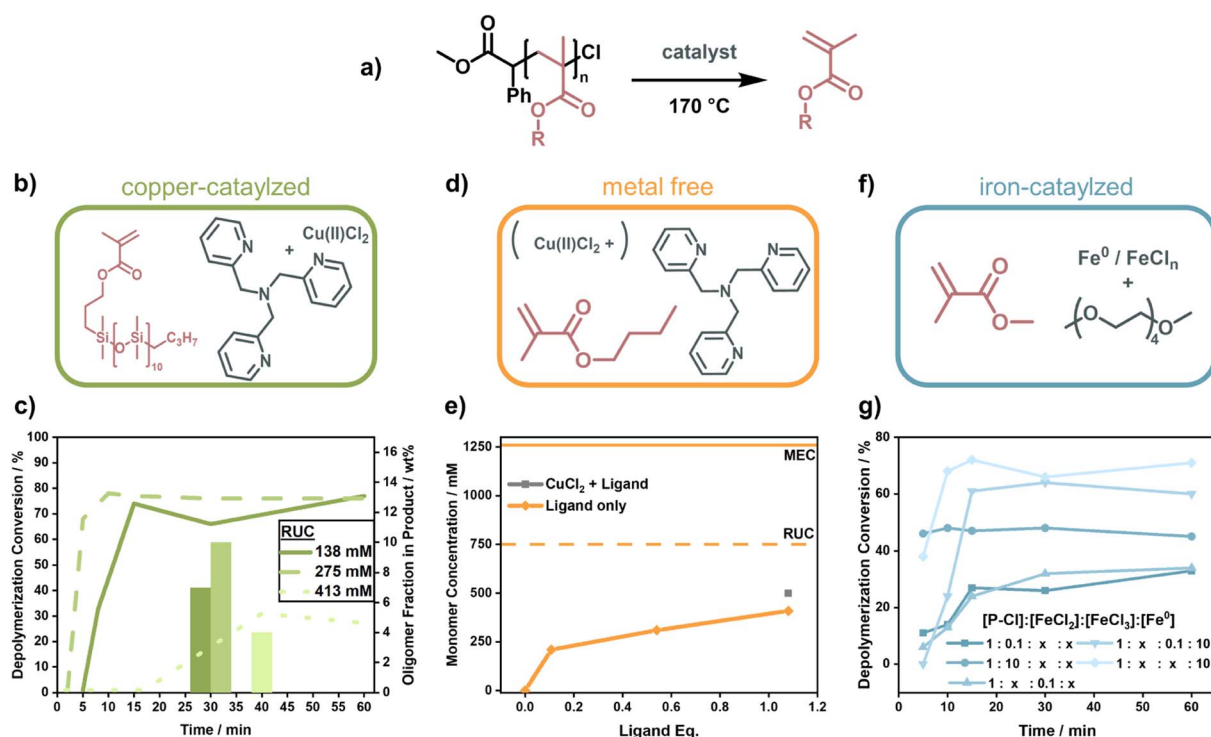 a)
O
O
Ph
Cl
n
O
O
R
catalyst
170 °C
O
O
R
b)
copper-cataylzed
O
O
Si
O
Si
C3H7
10
N
N
N
N
+ Cu(II)Cl2
d)
metal free
( Cu(II)Cl2 + )
O
O
N
N
N
N
f)
iron-cataylzed
O
O
Fe0 / FeCln
+
O
4
O
c)
Depolymerization Conversion / %
100
90
80
70
60
50
40
30
20
10
0
0 5 10 15 20 25 30 35 40 45 50 55 60
Time / min
16
14
12
10
8
6
4
2
0
Oligomer Fraction in Product / wt%
RUC
138 mM
275 mM
413 mM
e)
Monomer Concentration / mM
1250
1000
750
500
250
0
0.0 0.2 0.4 0.6 0.8 1.0 1.2
Ligand Eq.
MEC
CuCl2 + Ligand
Ligand only
RUC
g)
Depolymerization Conversion / %
80
60
40
20
0
0 10 20 30 40 50 60
Time / min
[P-Cl]:[FeCl2]:[FeCl3]:[Fe0]
1 : 0.1 : x : x
1 : x : 0.1 : 10
1 : 10 : x : x
1 : x : x : 10
1 : x : 0.1 : x